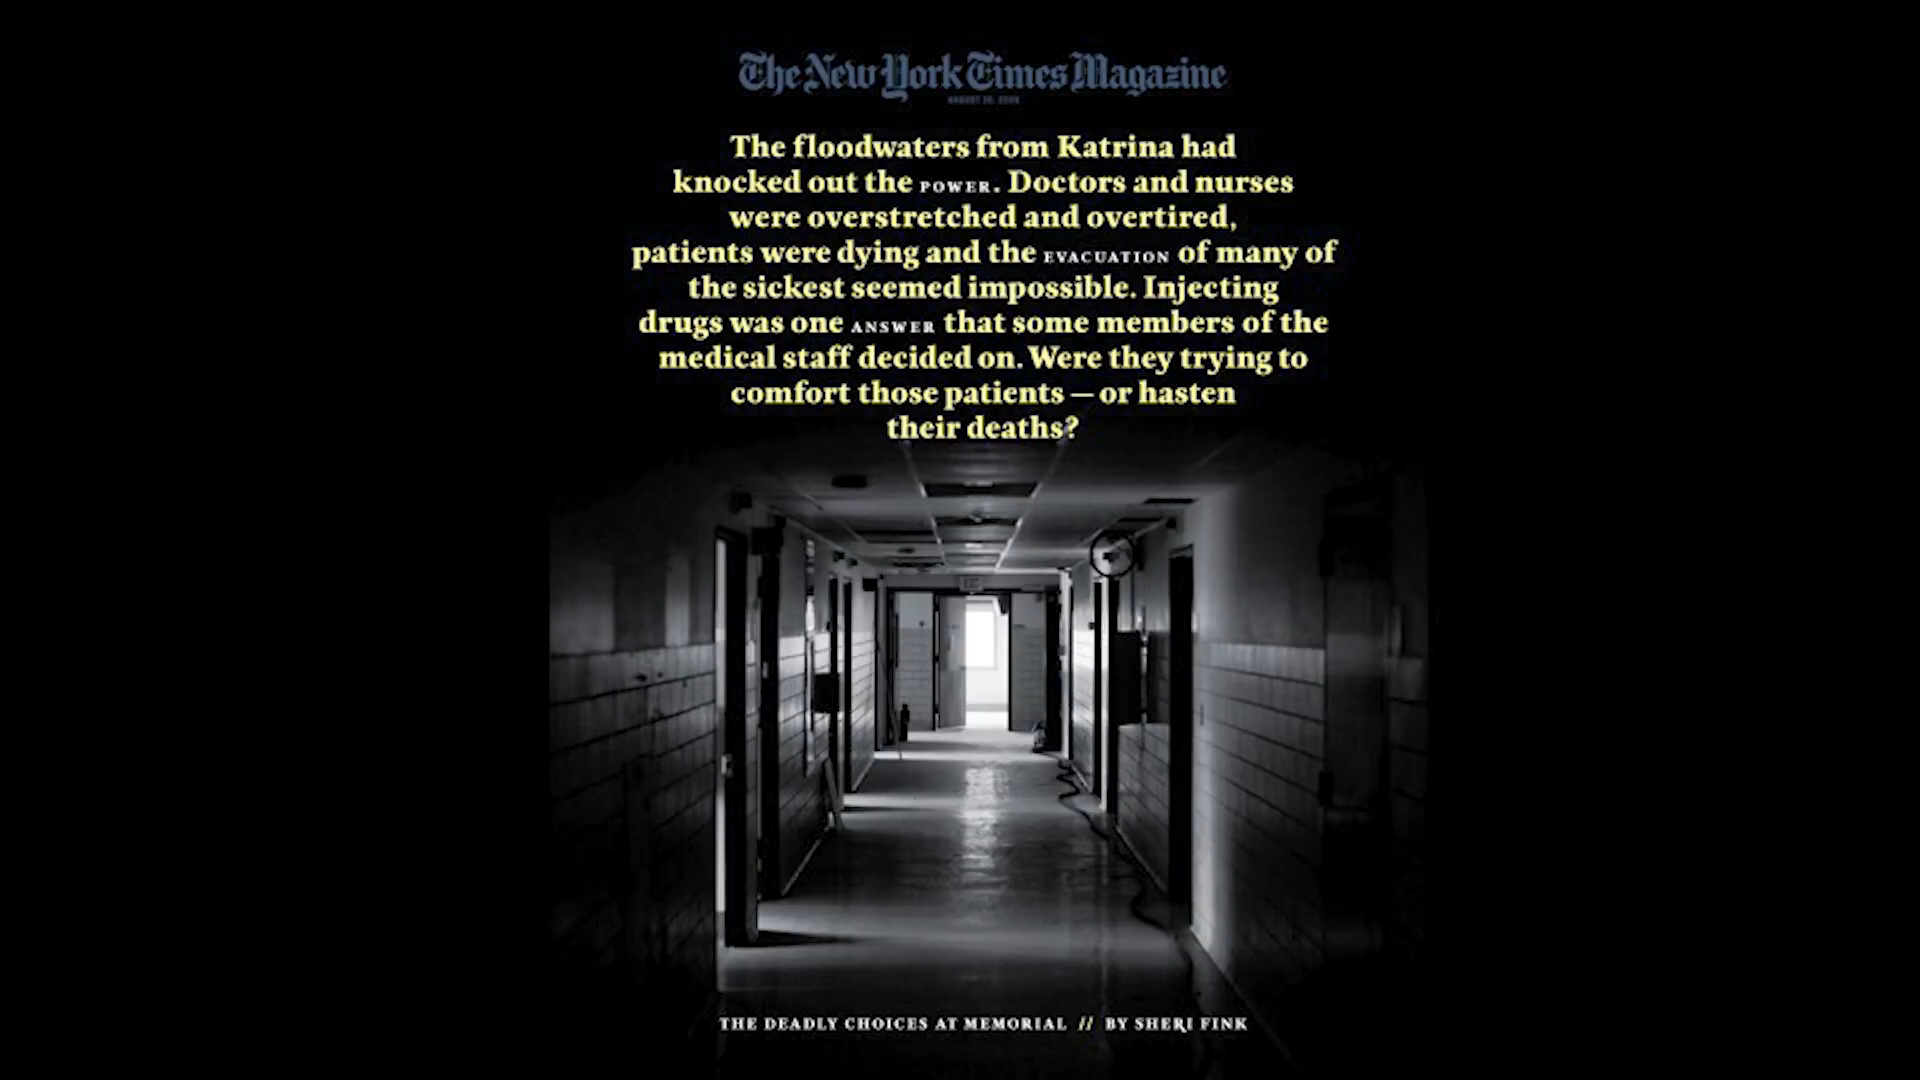 The New York Times Magazine
The floodwaters from Katrina had
knocked out the POWER. Doctors and nurses
were overstretched and overtired,
patients were dying and the EVACUATION of many of
the sickest seemed impossible. Injecting
drugs was one ANSWER that some members of the
medical staff decided on. Were they trying to
comfort those patients — or hasten
their deaths?
THE DEADLY CHOICES AT MEMORIAL // BY SHERI FINK